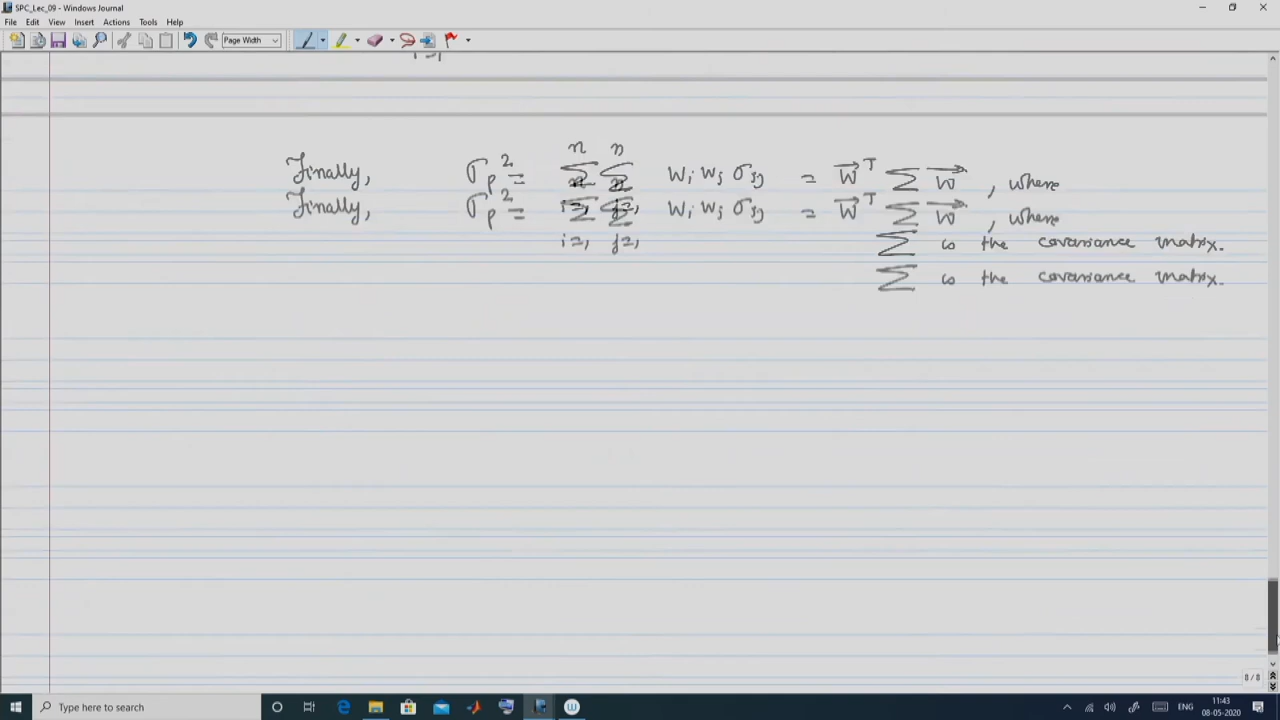 SPC_Lec_09 - Windows Journal
File Edit View Insert Actions Tools Help
Page Width
Finally, σp² = n∑i=1 n∑j=1 wi wj σij = w⃗ᵀ ∑ w⃗, where
Finally, σp² = n∑i=1 n∑j=1 wi wj σij = w⃗ᵀ ∑ w⃗, where
∑ is the covariance matrix.
∑ is the covariance matrix.
8 / 8
Type here to search
ENG
11:43
08-05-2020